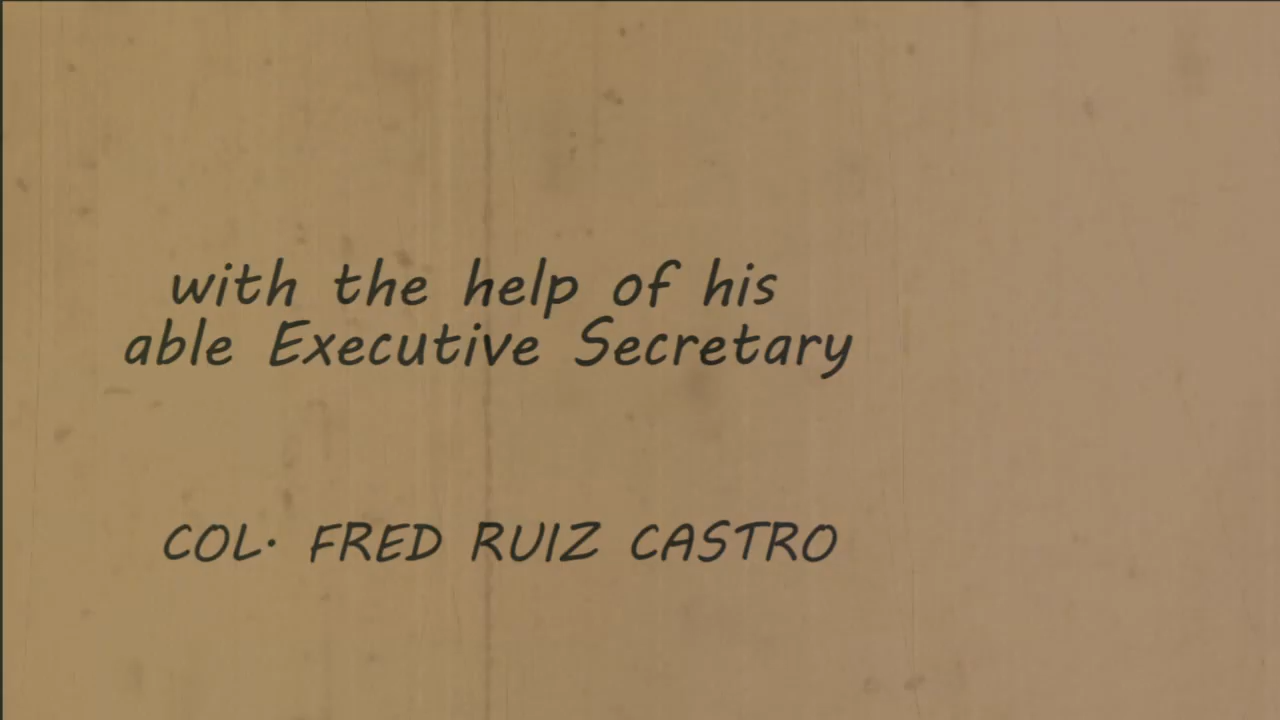 with the help of his
able Executive Secretary
COL. FRED RUIZ CASTRO